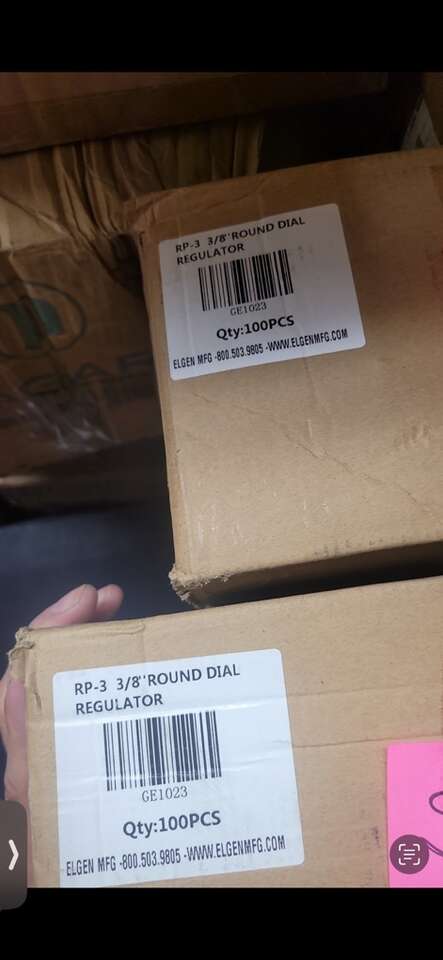 RP-3 3/8''ROUND DIAL
REGULATOR
GE1023
Qty:100PCS
ELGEN MFG -800.503.9805 -WWW.ELGENMFG.COM
RP-3 3/8''ROUND DIAL
REGULATOR
GE1023
Qty:100PCS
ELGEN MFG -800.503.9805 -WWW.ELGENMFG.COM